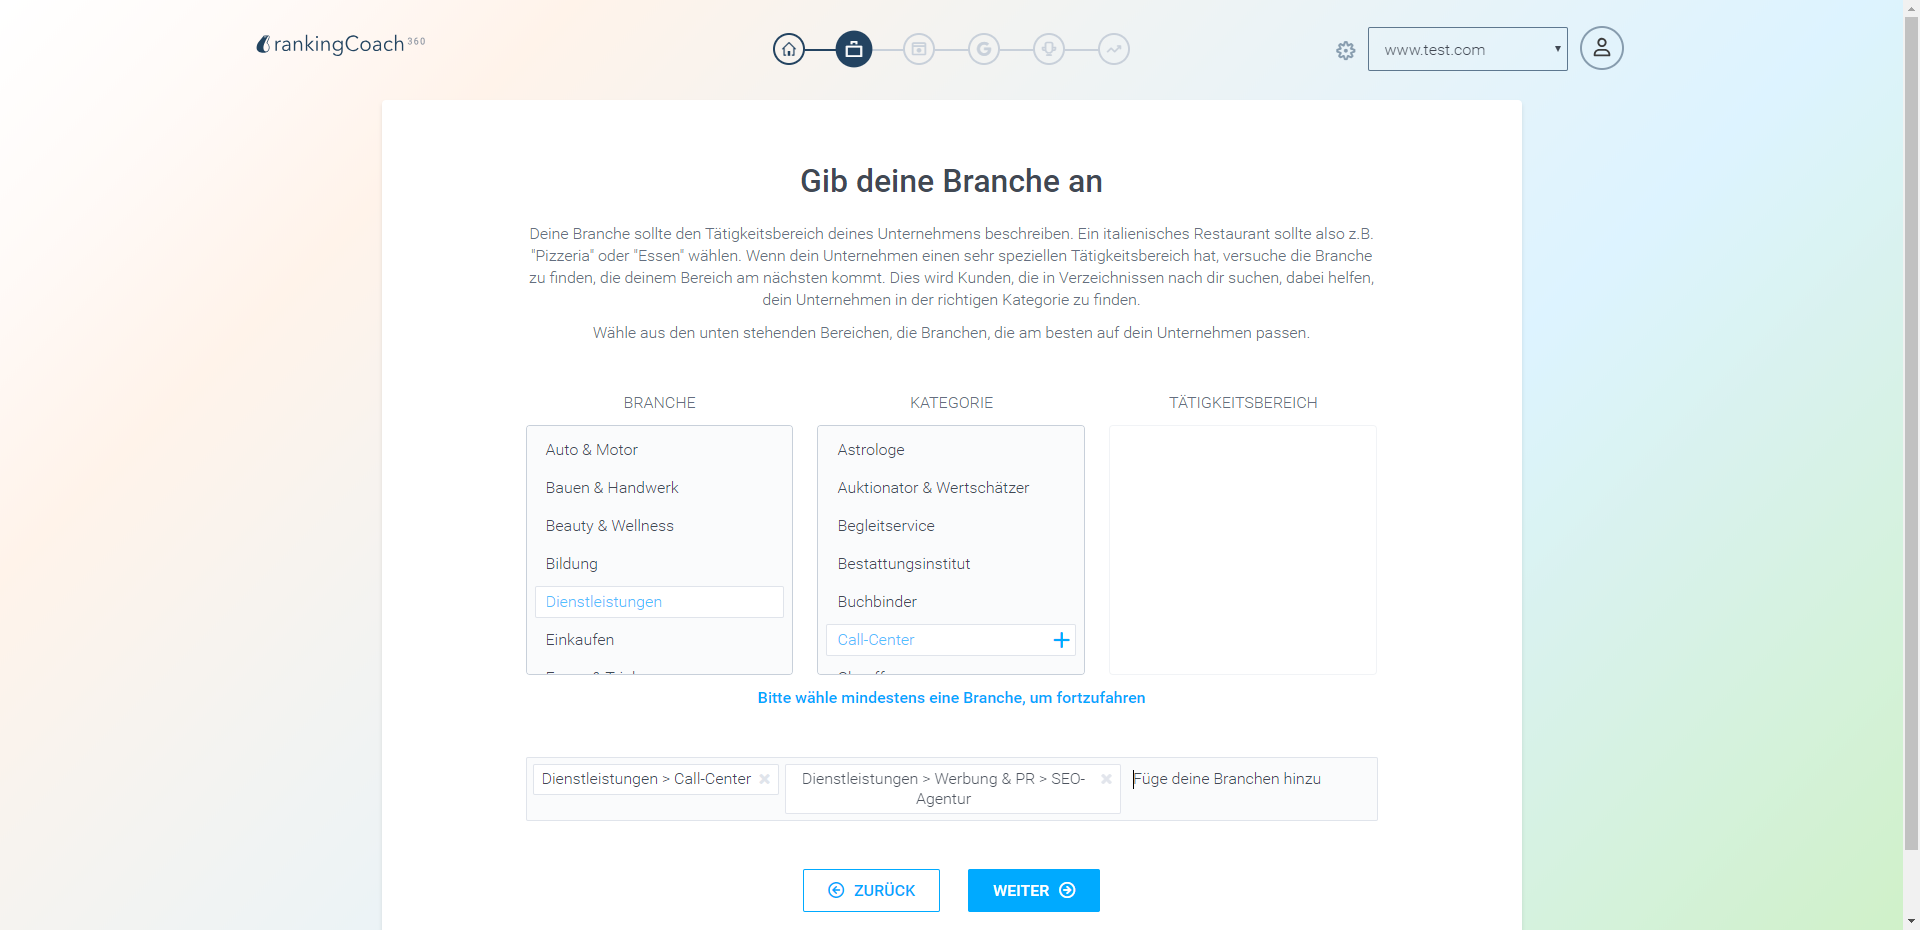 rankingCoach 360
www.test.com
Gib deine Branche an
Deine Branche sollte den Tätigkeitsbereich deines Unternehmens beschreiben. Ein italienisches Restaurant sollte also z.B.
"Pizzeria" oder "Essen" wählen. Wenn dein Unternehmen einen sehr speziellen Tätigkeitsbereich hat, versuche die Branche
zu finden, die deinem Bereich am nächsten kommt. Dies wird Kunden, die in Verzeichnissen nach dir suchen, dabei helfen,
dein Unternehmen in der richtigen Kategorie zu finden.
Wähle aus den unten stehenden Bereichen, die Branchen, die am besten auf dein Unternehmen passen.
BRANCHE
Auto & Motor
Bauen & Handwerk
Beauty & Wellness
Bildung
Dienstleistungen
Einkaufen
KATEGORIE
Astrologe
Auktionator & Wertschätzer
Begleitservice
Bestattungsinstitut
Buchbinder
Call-Center
TÄTIGKEITSBEREICH
Bitte wähle mindestens eine Branche, um fortzufahren
Dienstleistungen > Call-Center
Dienstleistungen > Werbung & PR > SEO-
Agentur
Füge deine Branchen hinzu
ZURÜCK
WEITER